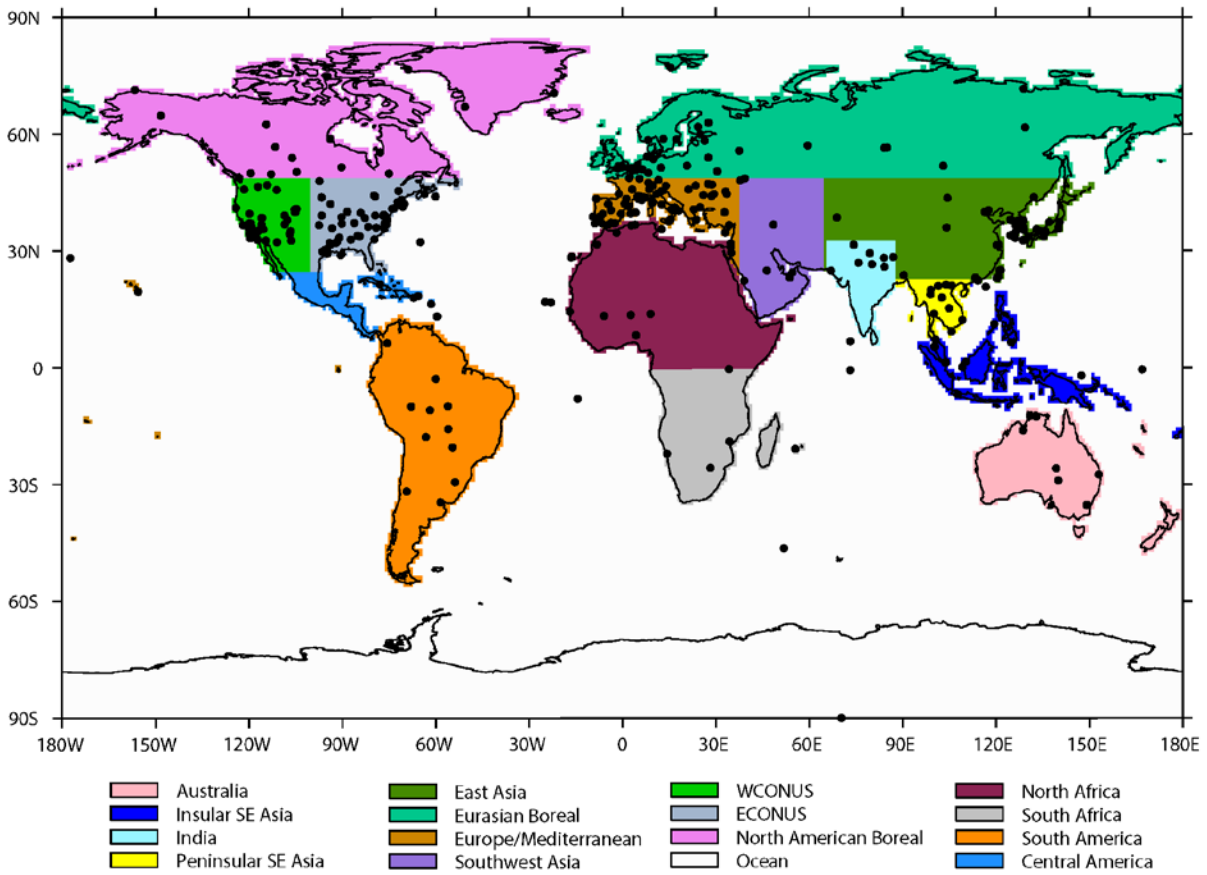 90N
60N
30N
0
30S
60S
90S
180W 150W 120W 90W 60W 30W 0 30E 60E 90E 120E 150E 180E
Australia East Asia WCONUS North Africa
Insular SE Asia Eurasian Boreal ECONUS South Africa
India Europe/Mediterranean North American Boreal South America
Peninsular SE Asia Southwest Asia Ocean Central America